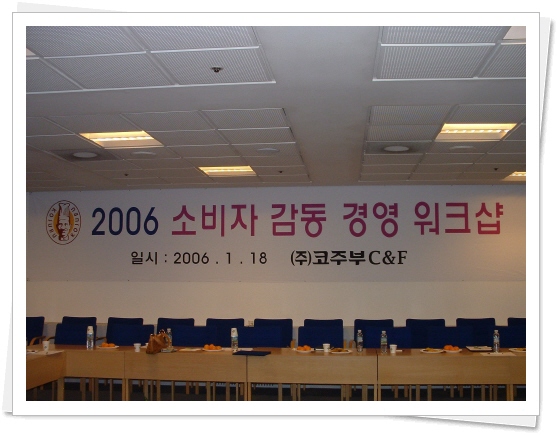 2006 소비자 감동 경영 워크샵
일시 : 2006 . 1 . 18 (주)코주부 C&F